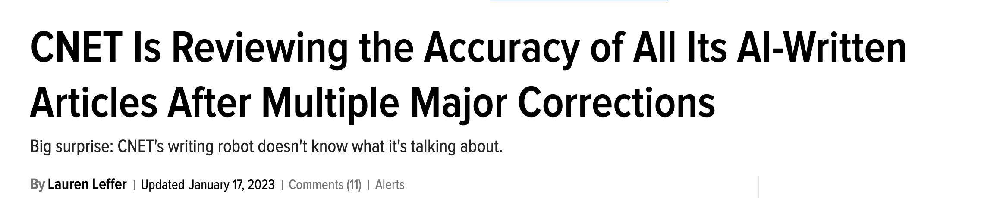 CNET Is Reviewing the Accuracy of All Its AI-Written
Articles After Multiple Major Corrections
Big surprise: CNET's writing robot doesn't know what it's talking about.
By Lauren Leffer | Updated January 17, 2023 | Comments (11) | Alerts